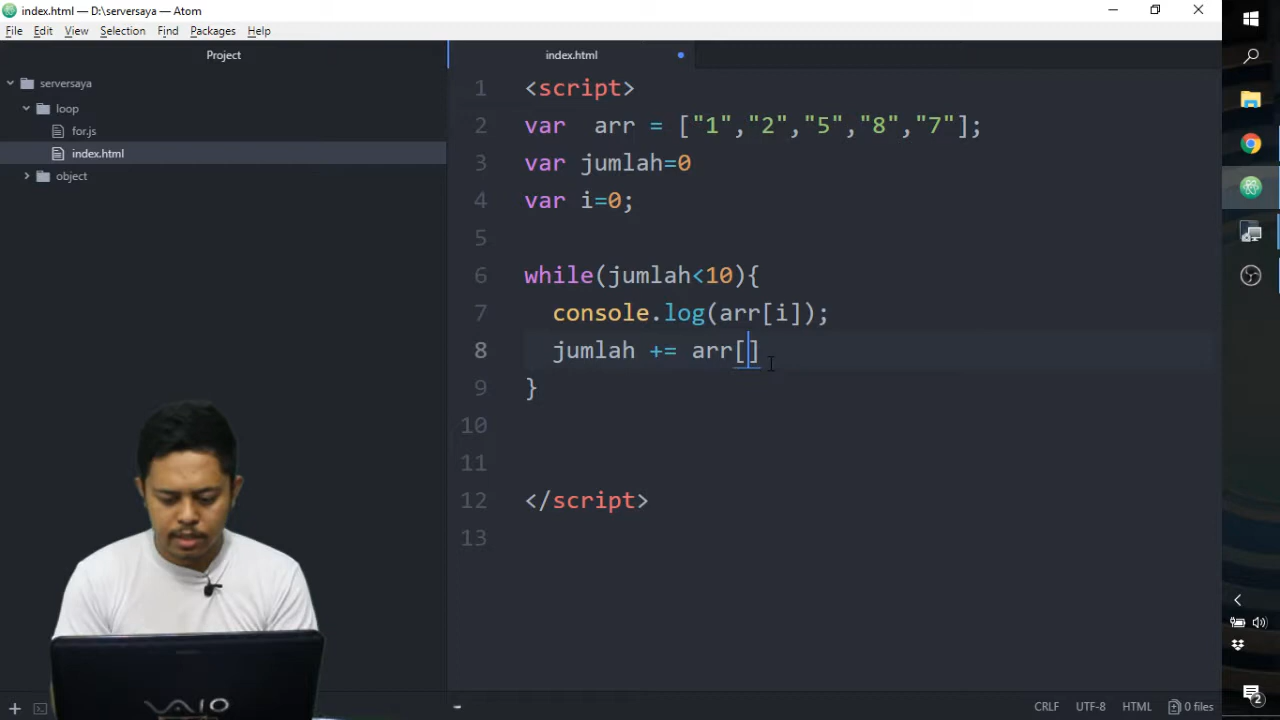 index.html — D:\serversaya — Atom
File Edit View Selection Find Packages Help
Project
index.html
serversaya
loop
for.js
index.html
object
1 <script>
2 var  arr = ["1","2","5","8","7"];
3 var jumlah=0
4 var i=0;
5
6 while(jumlah<10){
7 console.log(arr[i]);
8 jumlah += arr[]
9 }
10
11
12 </script>
13
VAIO
CRLF UTF-8 HTML 0 files
2